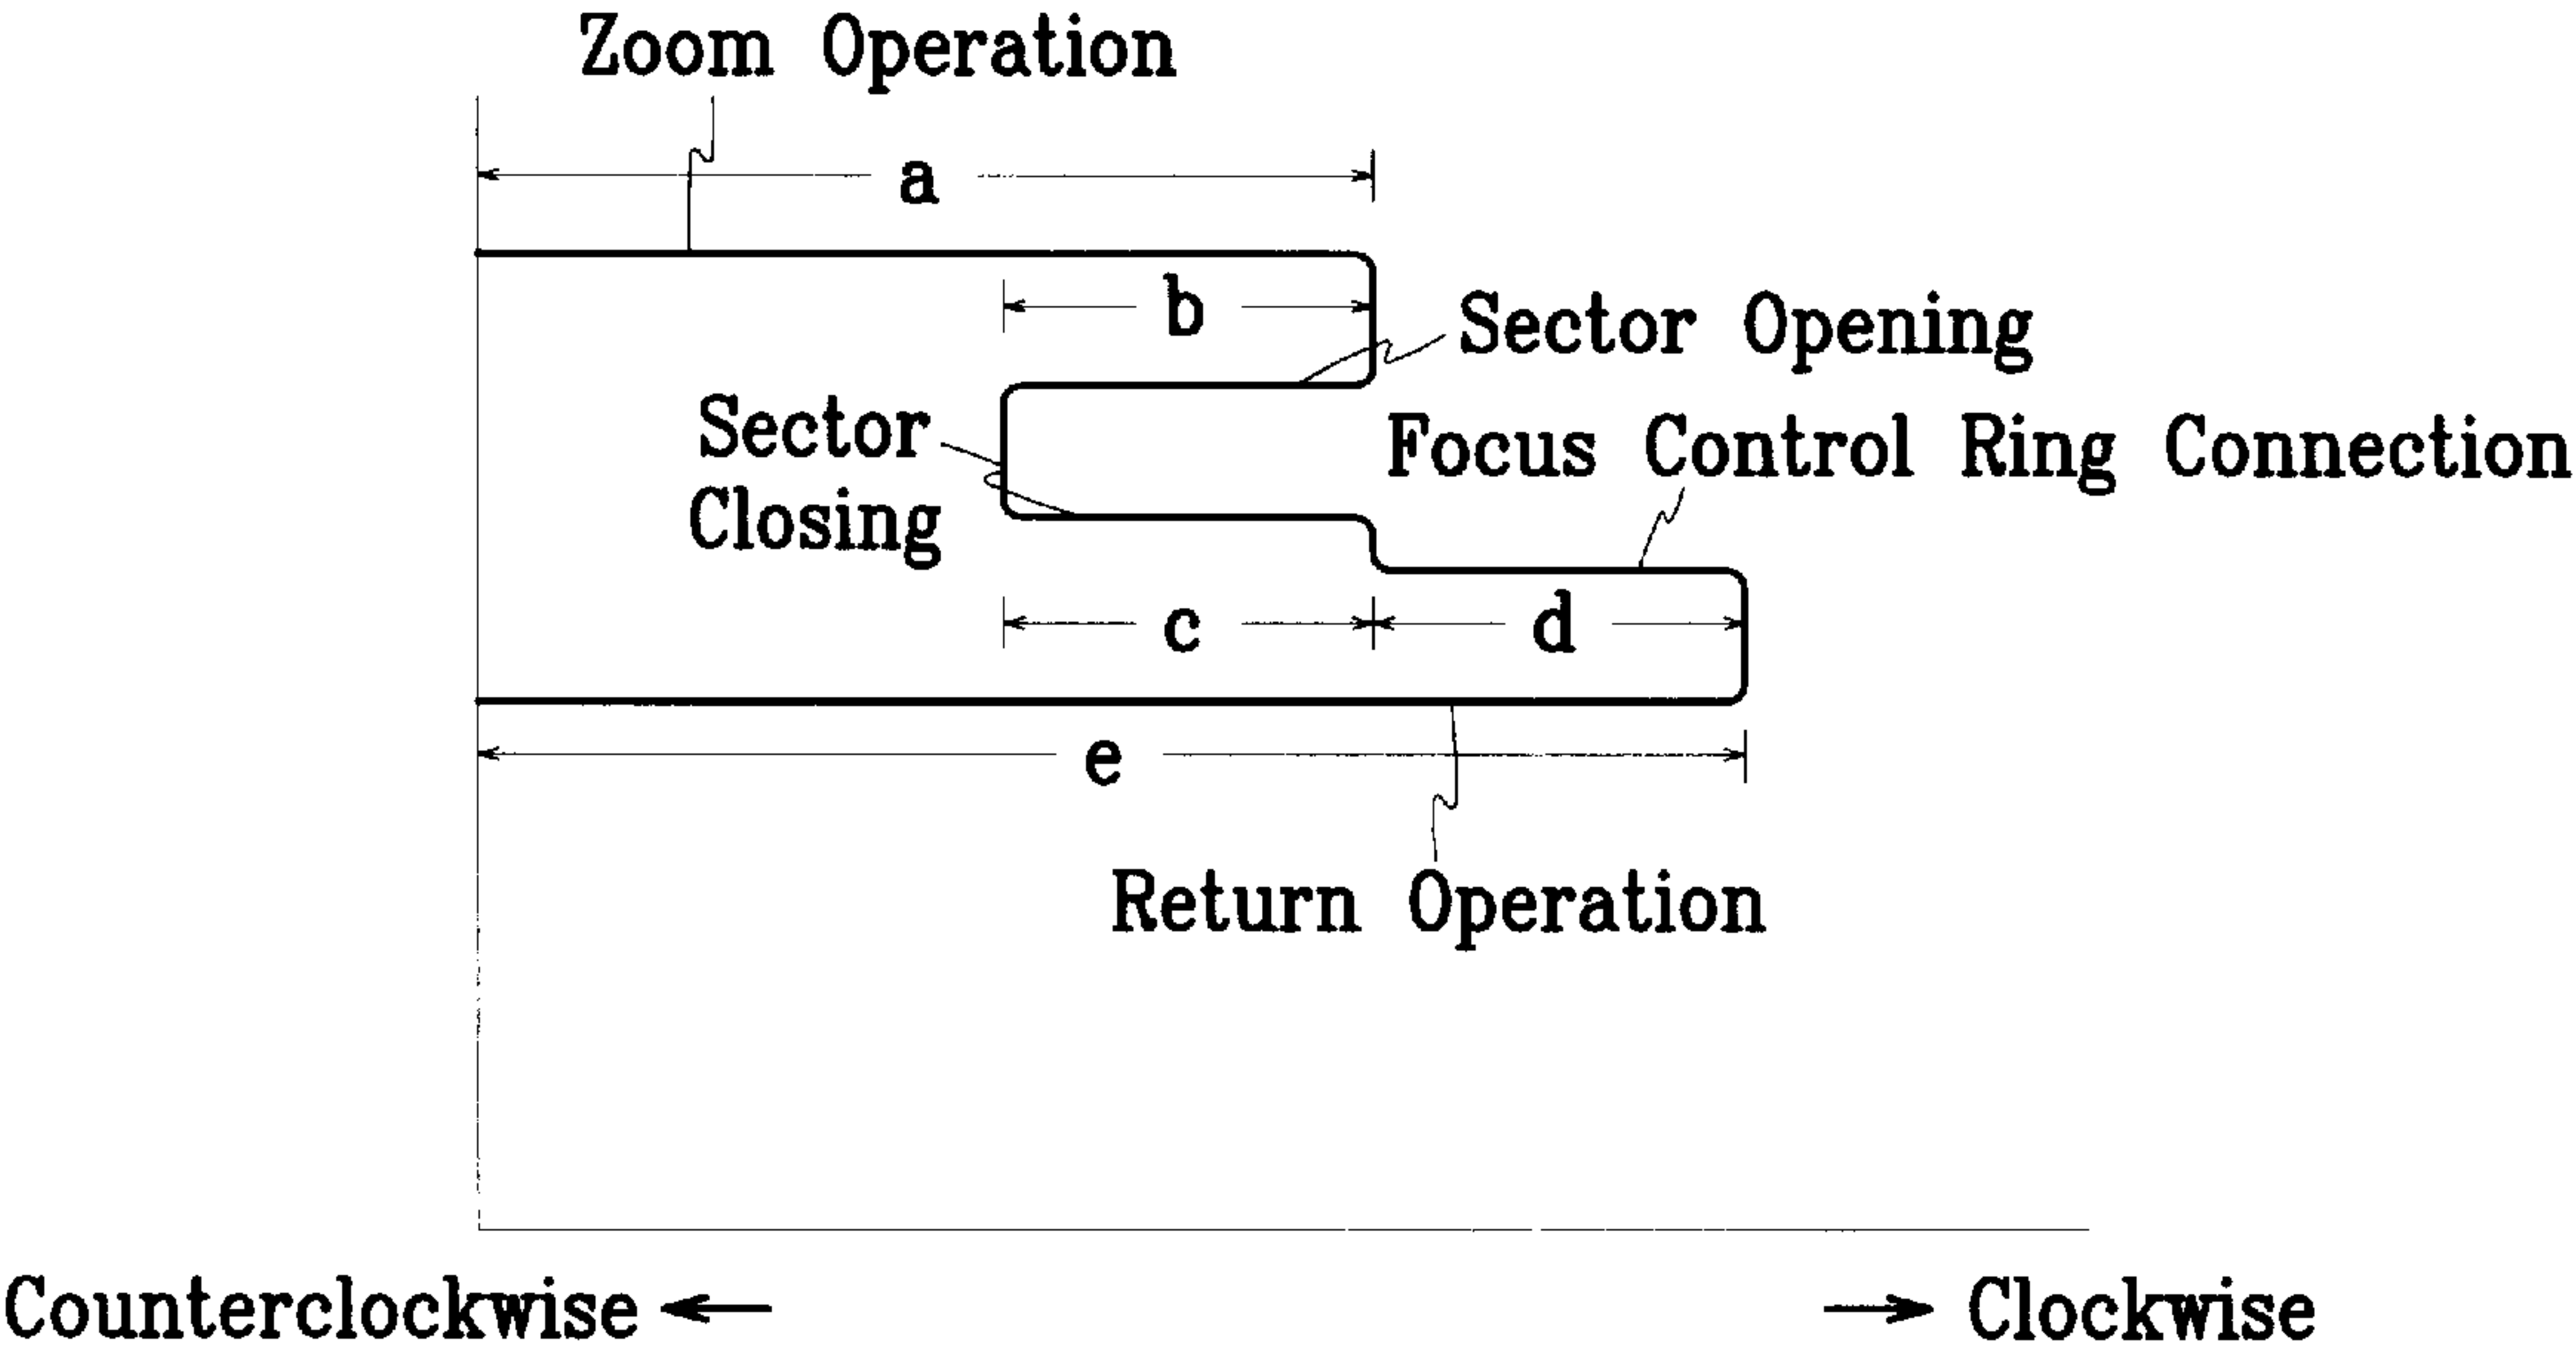 Zoom Operation
a
b
Sector Opening
Sector
Closing
Focus Control Ring Connection
c
d
e
Return Operation
Counterclockwise
Clockwise